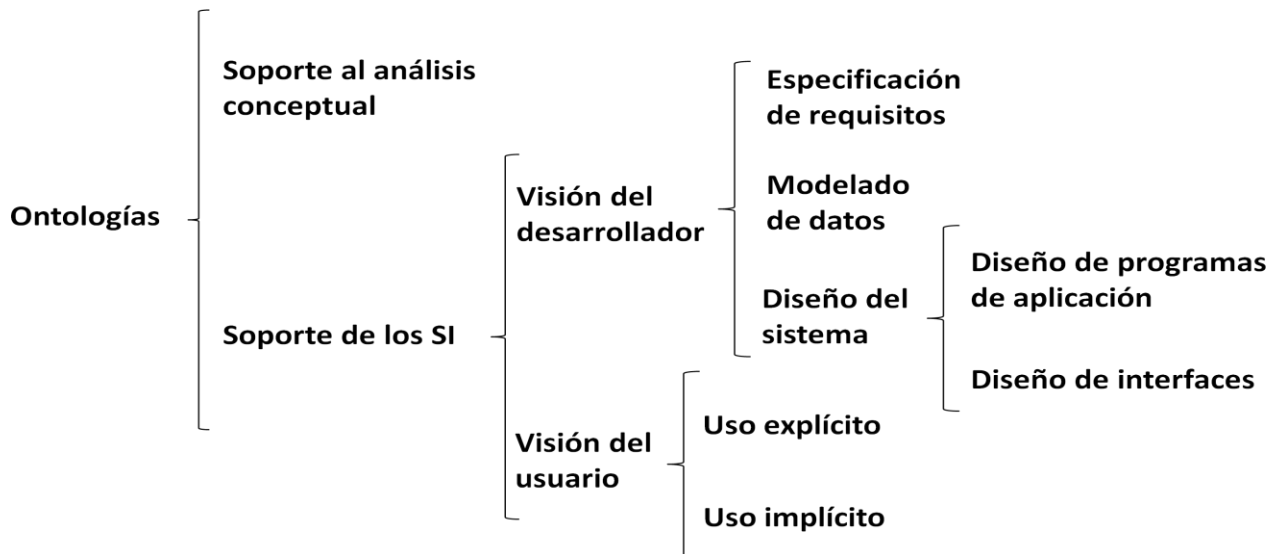 Ontologías
Soporte al análisis
conceptual
Soporte de los SI
Visión del
desarrollador
Especificación
de requisitos
Modelado
de datos
Diseño del
sistema
Diseño de programas
de aplicación
Diseño de interfaces
Visión del
usuario
Uso explícito
Uso implícito